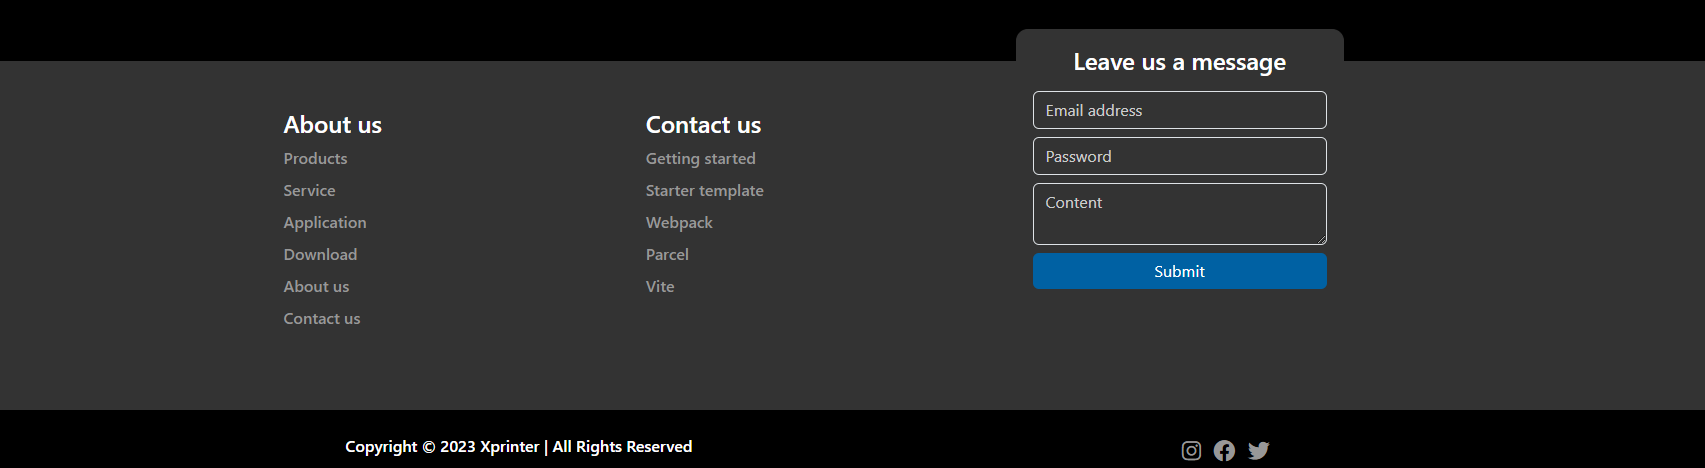 About us
Products
Service
Application
Download
About us
Contact us
Contact us
Getting started
Starter template
Webpack
Parcel
Vite
Leave us a message
Email address
Password
Content
Submit
Copyright © 2023 Xprinter | All Rights Reserved